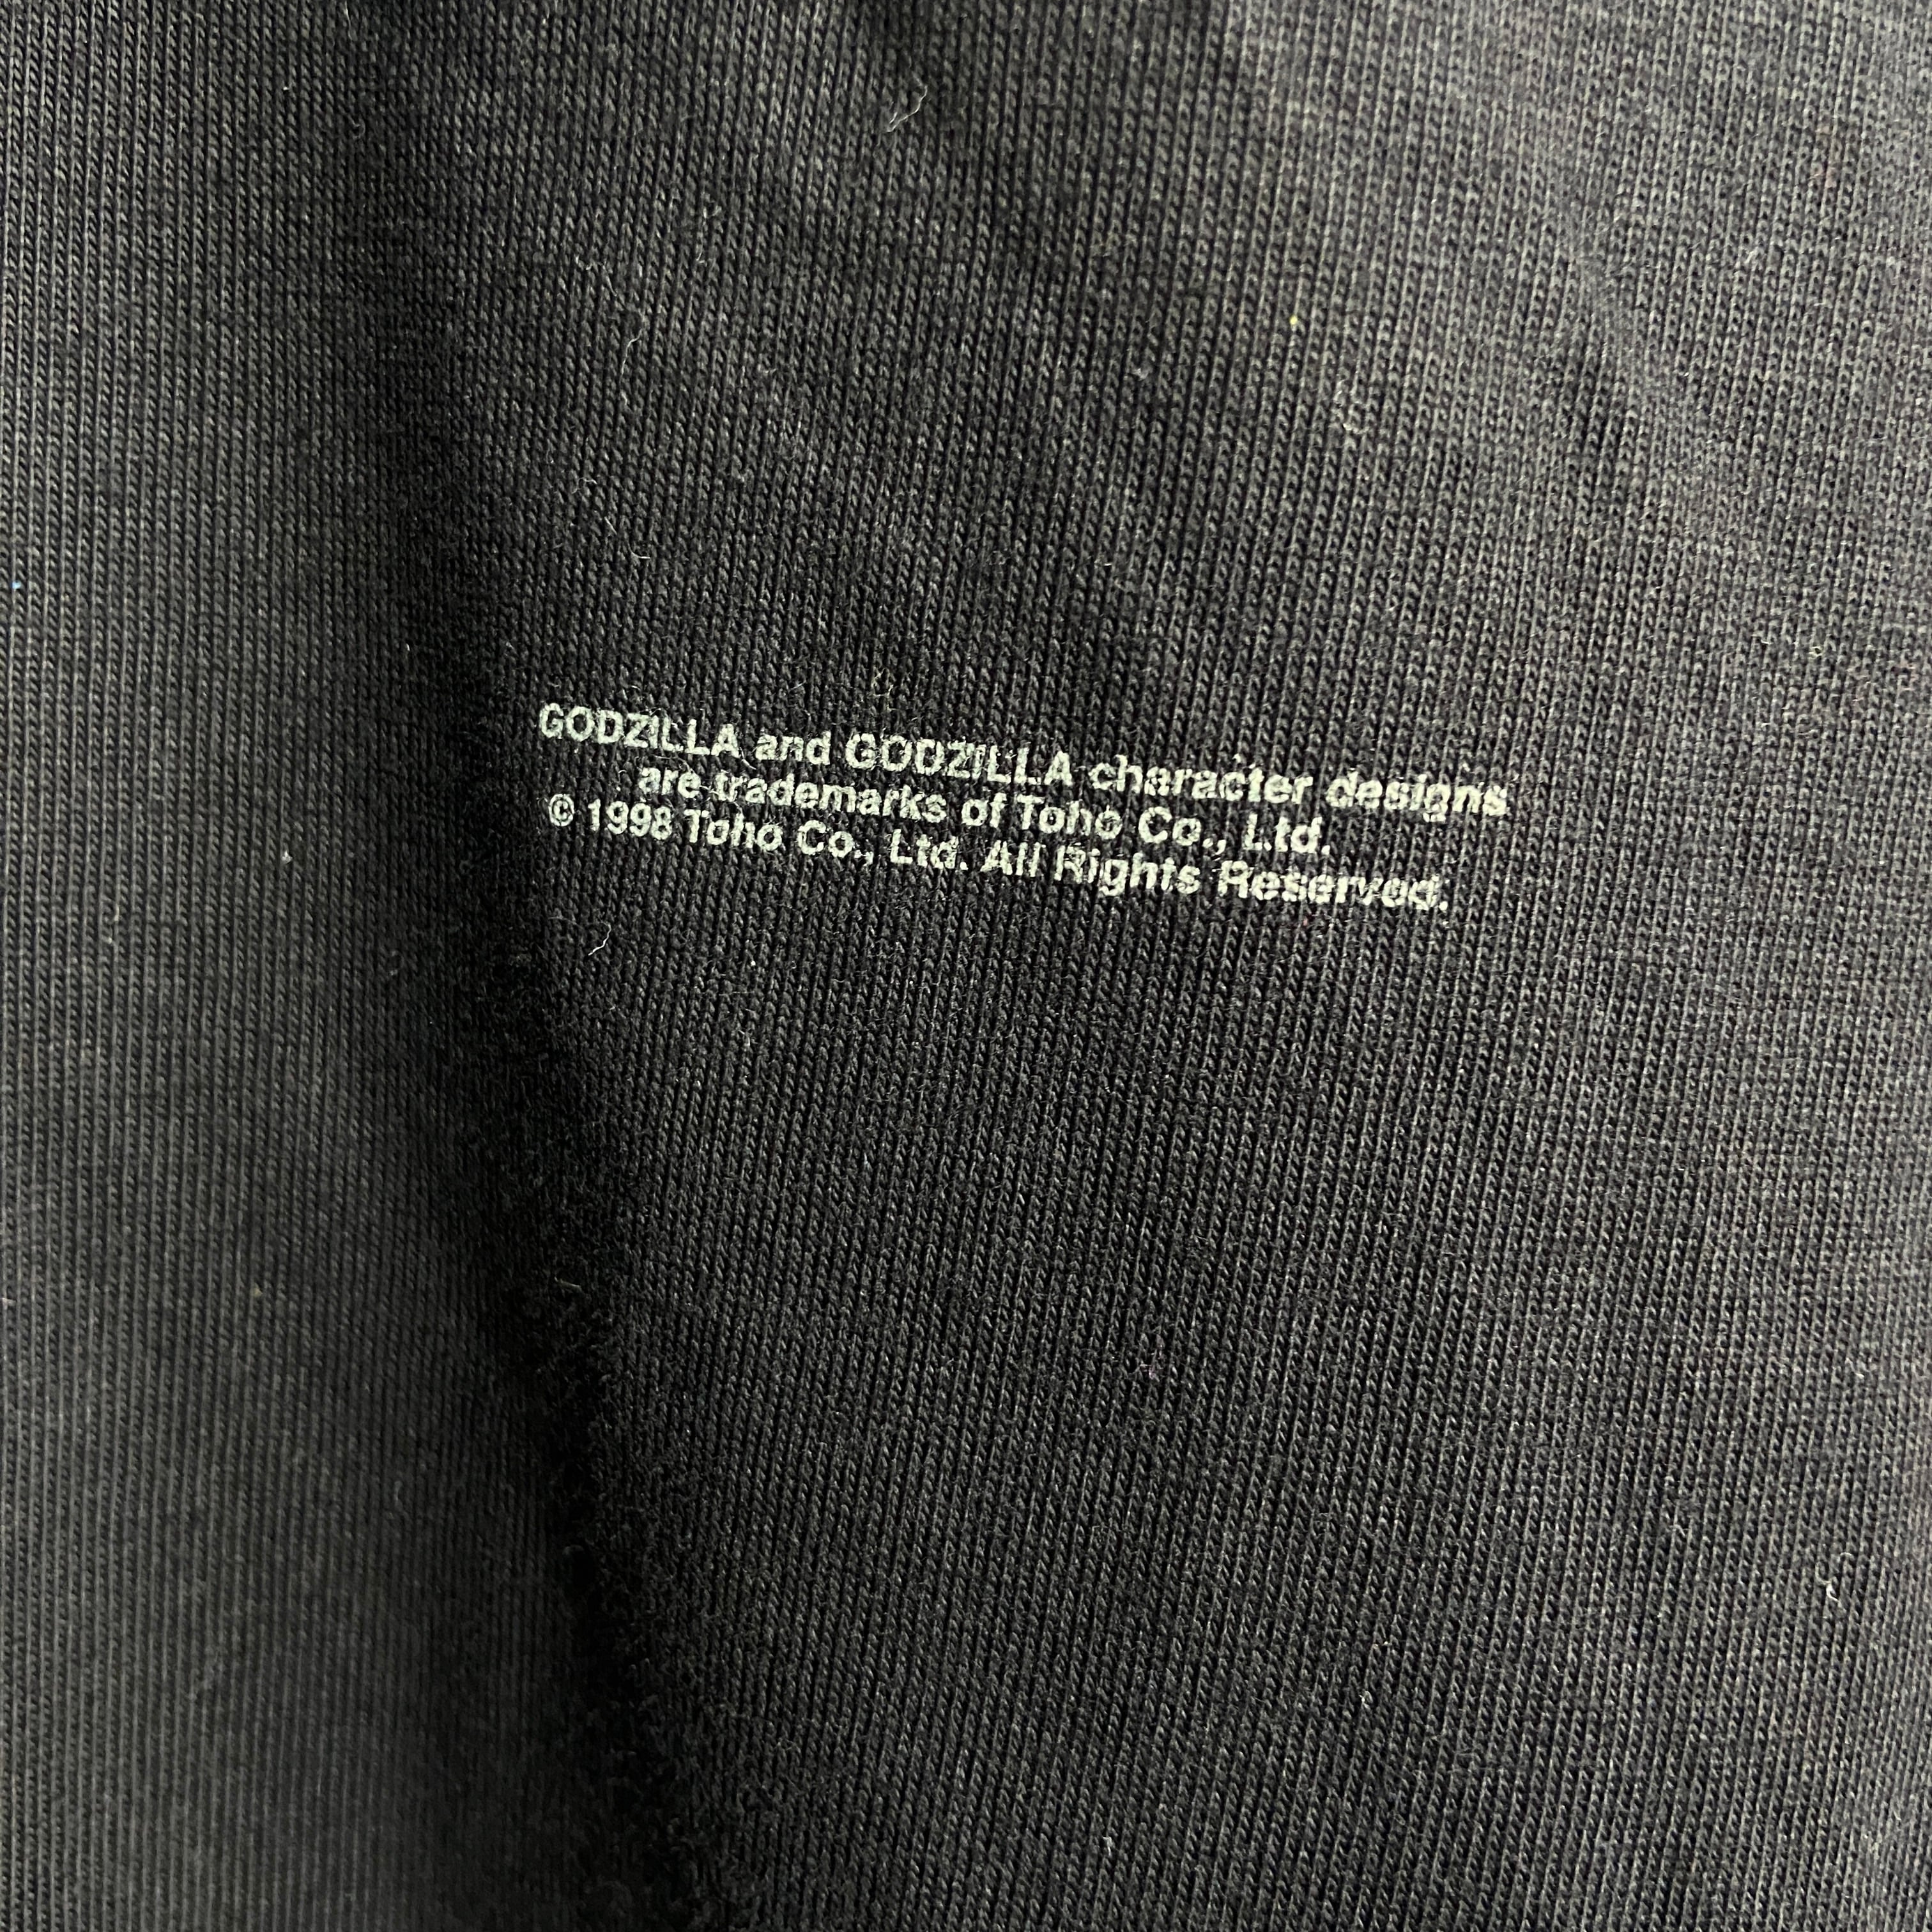 GODZILLA and GODZILLA character designs
are trademarks of Toho Co., Ltd.
© 1998 Toho Co., Ltd. All Rights Reserved.